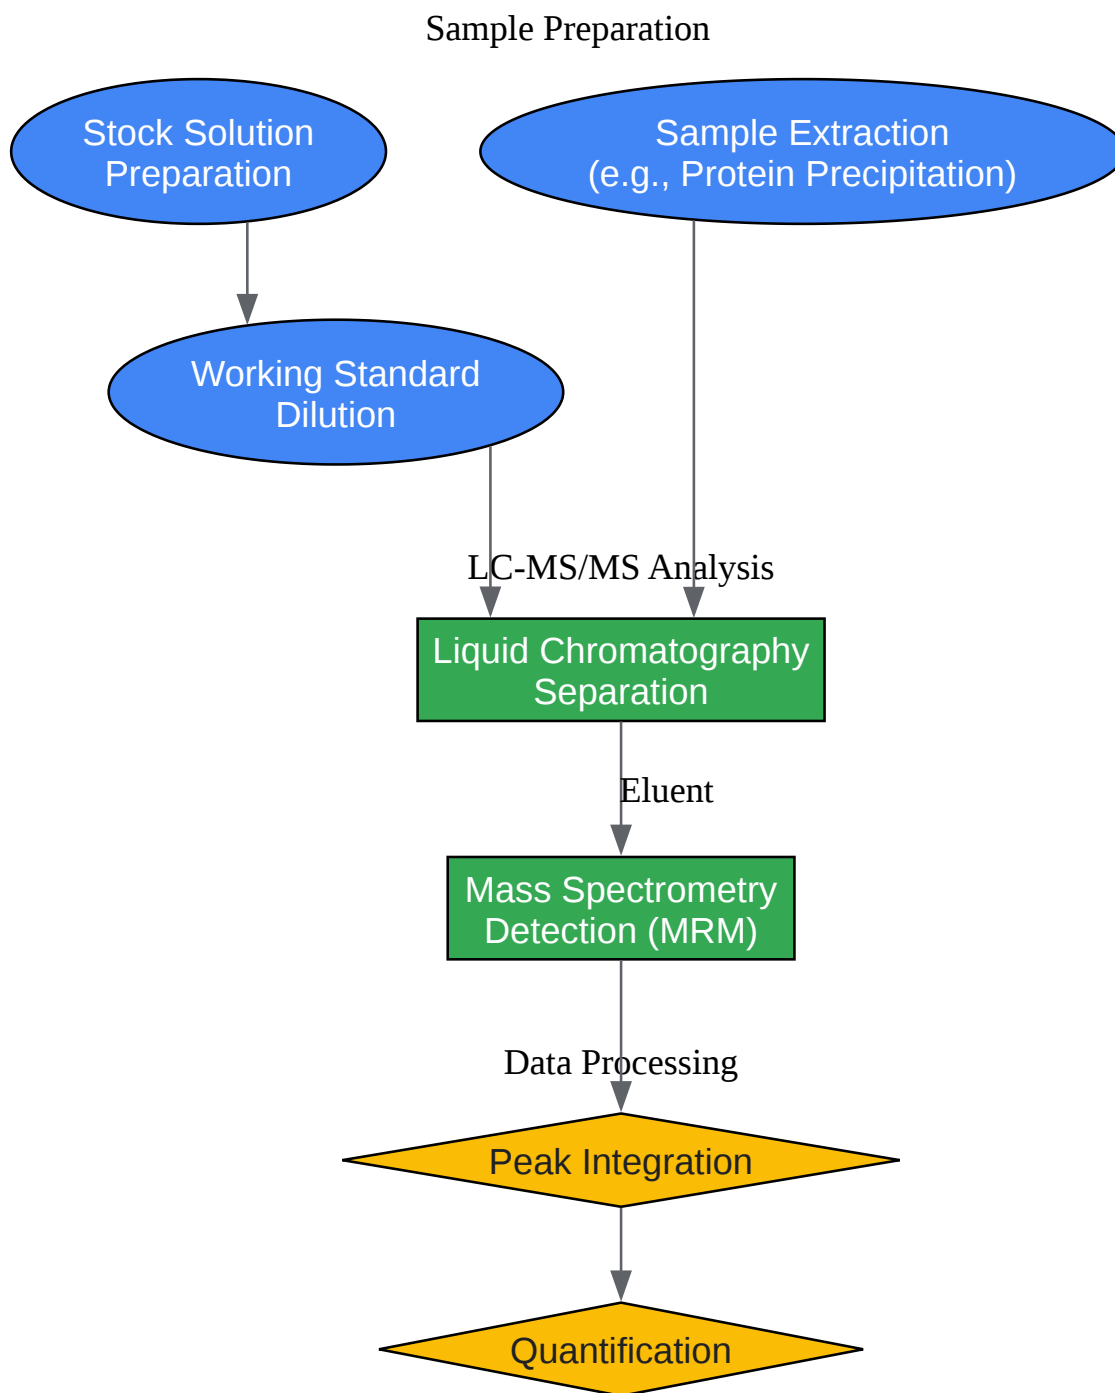 Sample Preparation
Stock Solution
Preparation
Sample Extraction
(e.g., Protein Precipitation)
Working Standard
Dilution
LC-MS/MS Analysis
Liquid Chromatography
Separation
Eluent
Mass Spectrometry
Detection (MRM)
Data Processing
Peak Integration
Quantification